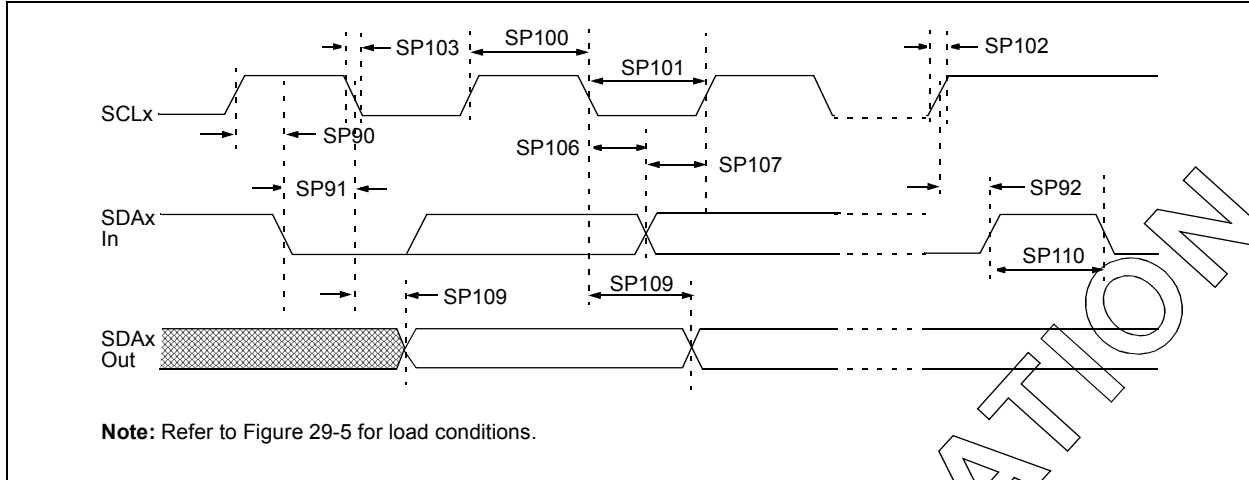 SP103
SP100
SP102
SP101
SCLx
SP90
SP106
SP107
SP91
SP92
SDAx
In
SP110
SP109
SP109
SDAx
Out
Note: Refer to Figure 29-5 for load conditions.
ATION